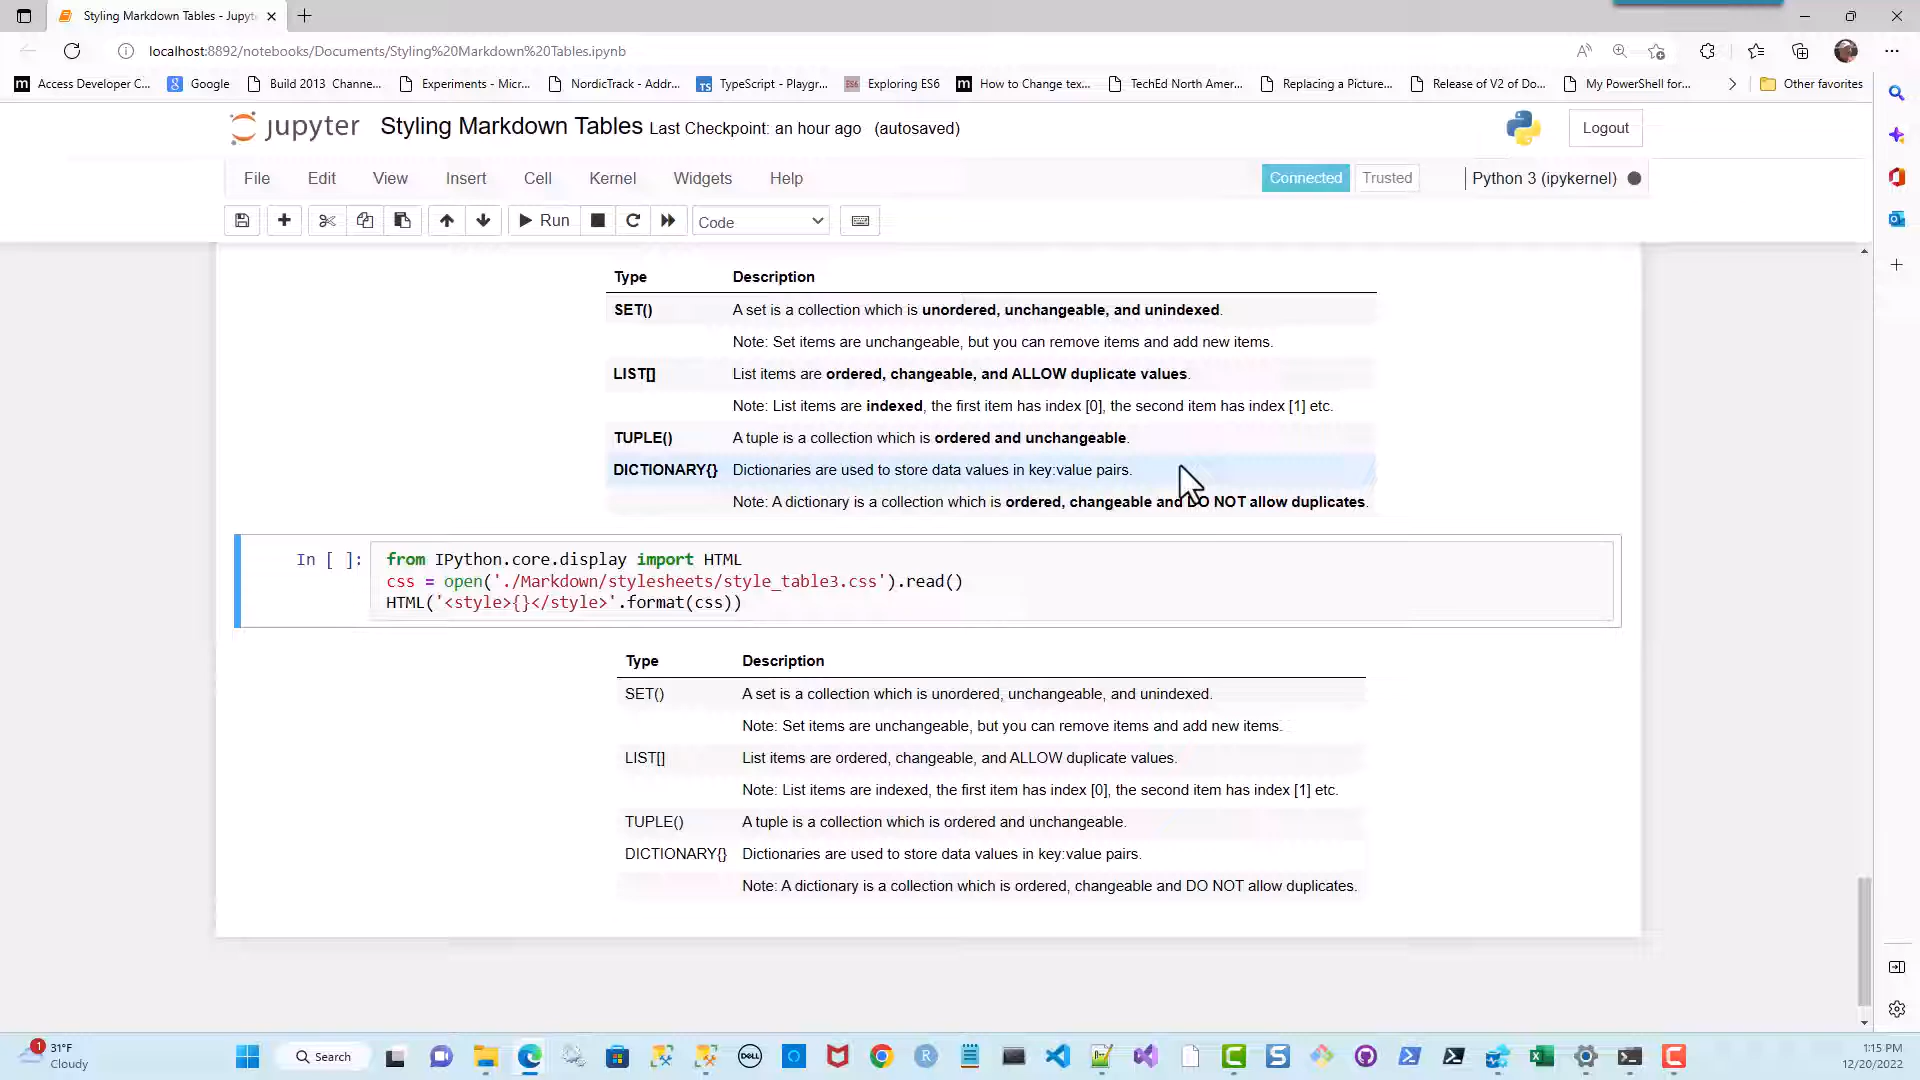 Styling Markdown Tables - Jupyt
localhost:8892/notebooks/Documents/Styling%20Markdown%20Tables.ipynb
Access Developer C...
Google
Build 2013 Channe...
Experiments - Micr...
NordicTrack - Addr...
TypeScript - Playgr...
Exploring ES6
How to Change tex...
TechEd North Amer...
Replacing a Picture...
Release of V2 of Do...
My PowerShell for...
Other favorites
jupyter Styling Markdown Tables Last Checkpoint: an hour ago (autosaved)
Logout
File Edit View Insert Cell Kernel Widgets Help
Connected Trusted Python 3 (ipykernel)
Run Code
Type Description
SET() A set is a collection which is unordered, unchangeable, and unindexed.
Note: Set items are unchangeable, but you can remove items and add new items.
LIST[] List items are ordered, changeable, and ALLOW duplicate values.
Note: List items are indexed, the first item has index [0], the second item has index [1] etc.
TUPLE() A tuple is a collection which is ordered and unchangeable.
DICTIONARY{} Dictionaries are used to store data values in key:value pairs.
Note: A dictionary is a collection which is ordered, changeable and DO NOT allow duplicates.
In [ ]: from IPython.core.display import HTML
css = open('./Markdown/stylesheets/style_table3.css').read()
HTML('<style>{}</style>'.format(css))
Type Description
SET() A set is a collection which is unordered, unchangeable, and unindexed.
Note: Set items are unchangeable, but you can remove items and add new items.
LIST[] List items are ordered, changeable, and ALLOW duplicate values.
Note: List items are indexed, the first item has index [0], the second item has index [1] etc.
TUPLE() A tuple is a collection which is ordered and unchangeable.
DICTIONARY{} Dictionaries are used to store data values in key:value pairs.
Note: A dictionary is a collection which is ordered, changeable and DO NOT allow duplicates.
1
31°F
Cloudy
Search
DELL
1:15 PM
12/20/2022